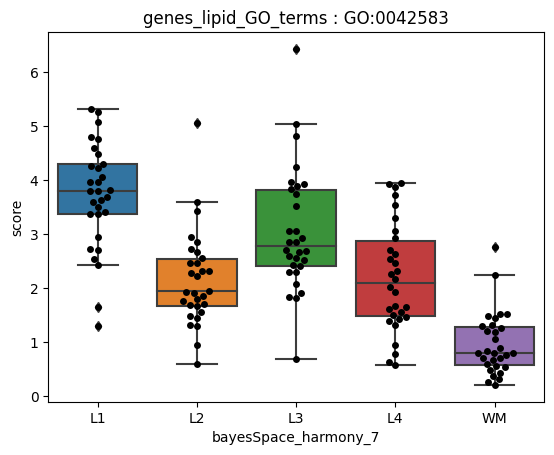 genes_lipid_GO_terms : GO:0042583
6
5
4
3
2
1
0
score
L1 L2 L3 L4 WM
bayesSpace_harmony_7